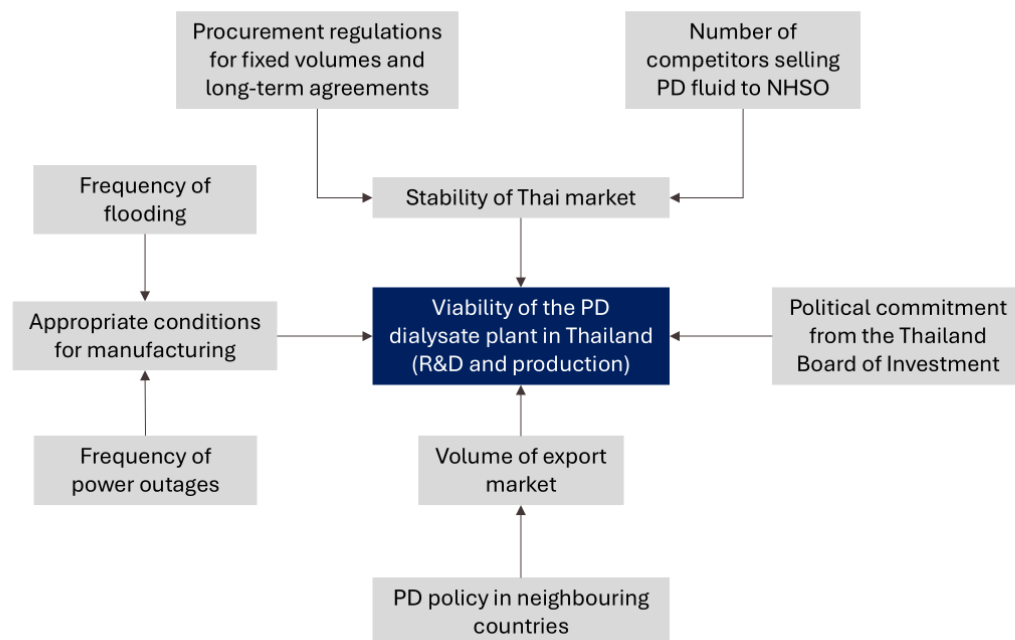 Procurement regulations
for fixed volumes and
long-term agreements
Number of
competitors selling
PD fluid to NHSO
Frequency of
flooding
Stability of Thai market
Appropriate conditions
for manufacturing
Viability of the PD
dialysate plant in Thailand
(R&D and production)
Political commitment
from the Thailand
Board of Investment
Frequency of
power outages
Volume of export
market
PD policy in neighbouring
countries